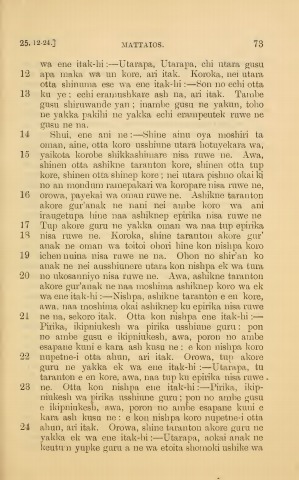 25. 12-24.] MATTAIOS. 73
wa ene itak-hi :—Utarapa, Utarapa, chi utara gusu
12 apa maka wa un kore, ari itak. Koroka, nei utara
otta shinuma ese wa ene itak-hi :—Son no echi otta
13 ku ye; echi eramushkare ash na, ari itak. Tambe
gusu shiruwande yan; inambe gusu ne yakun, toho
ne yakka pakihi ne yakka echi erampeutek ruwe ne
gusu ne na.
14 Shui, ene ani ne :—Shine ainu oya moshiri ta
oman, aine, otta koro usshiune utara hotuyekara wa,
15 yaikota korobe shikkashimare nisa ruwe ne. Awa,
shinen otta ashikne taranton kore, shinen otta tup
kore, shinen otta shinep kore; nei utara pishno okai ki
no an mondum ramepakari wa koropare nisa ruwe ne,
16 orowa, payekai wa oman ruwe ne. Ashikne taranton
akore gur'anak ne nani nei ambe koro wa ani
iraugetupa hine naa ashiknep epirika nisa ruwe ne
17 Tup akore guru ne yakka oman wa naa tup epirika
18 nisa ruwe ne. Koroka, shine taranton akore gur'
anak ne oman wa toitoi ohori hine kon nishpa koro
19 ichen nuina nisa ruwe ne na. Ohon no shir'an ko
anak ne nei ausshiunere utara kon nishpa ek wa tura
20 no ukosanniyo nisa ruwe ne. Awa, ashikne taranton
akore gur'anak ne naa moshima ashiknep koro wa ek
wa ene itak-hi :—Nishpa, ashikne taranton e en kore,
awa, naa moshima okai ashiknep ku epirika nisa ruwe
21 ne na, sekoro itak. Otta kon nishpa ene itak-hi :—
Pirika, ikipniukesh wa pirika usshiune guru; pon
no ambe gusu e ikipniukesh, awa, poron no ambe
esapane kuni e kara ash kusu ne: e kon nishpa koro
22 nupetne-i otta ahun, ari itak. Orowa, tup akore
guru ne yakka ek wa ene itak-hi :—Utarapa, tu
taranton e en kore, awa, naa tup ku epirika nisa ruwe
23 ne. Otta kon nishpa ene itak-hi :—Pirika, ikip-
niukesh wa pirika usshiune guru; pon no ambe gusu
e ikipniukesh, awa, poron no ambe esapane kuni e
kara ash kusu ne: e kon nishpa koro nupetne-i otta
24 ahun, ari itak. Orowa, shine taranton akore guru ne
yakka ek wa ene itak-hi :—Utarapa, aokai anak ne
keutum yupke guru a ne wa etoita shomoki ushike wa